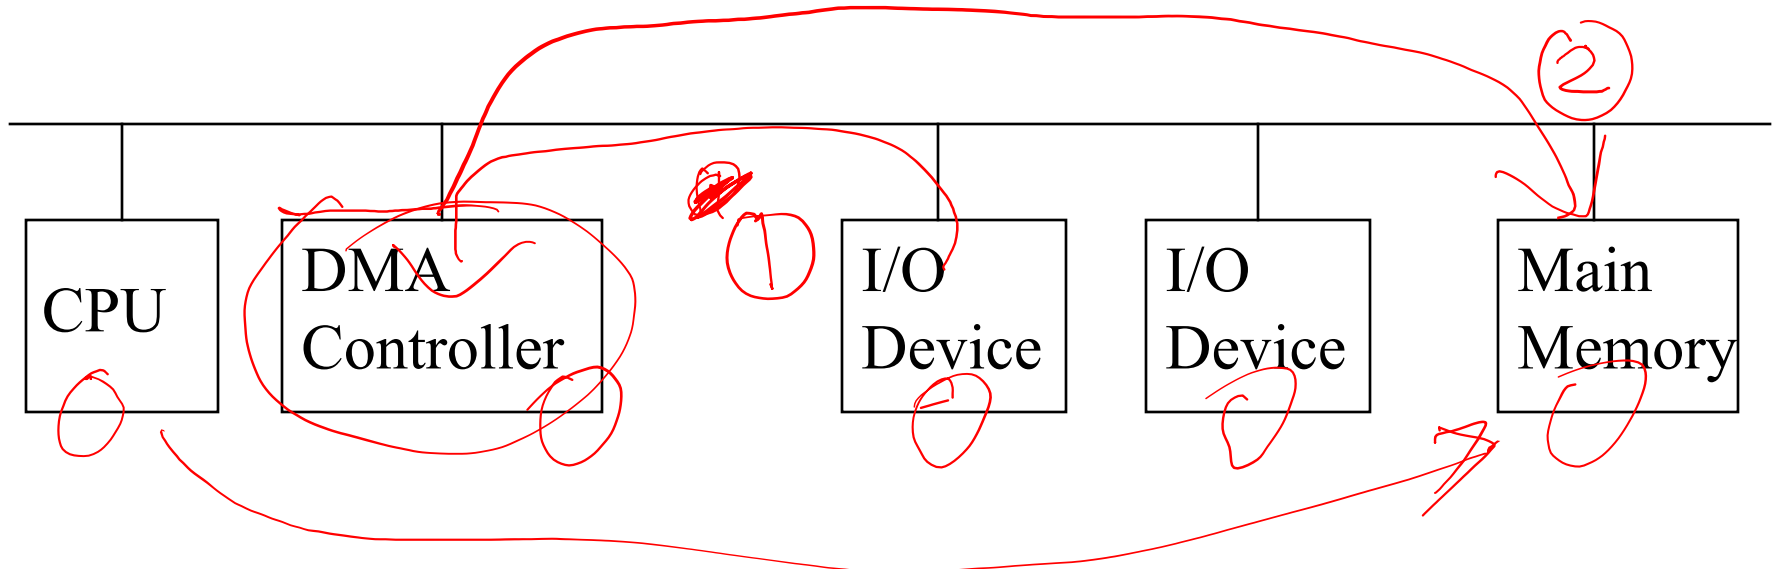 2
1
CPU
DMA
Controller
I/O
Device
I/O
Device
Main
Memory